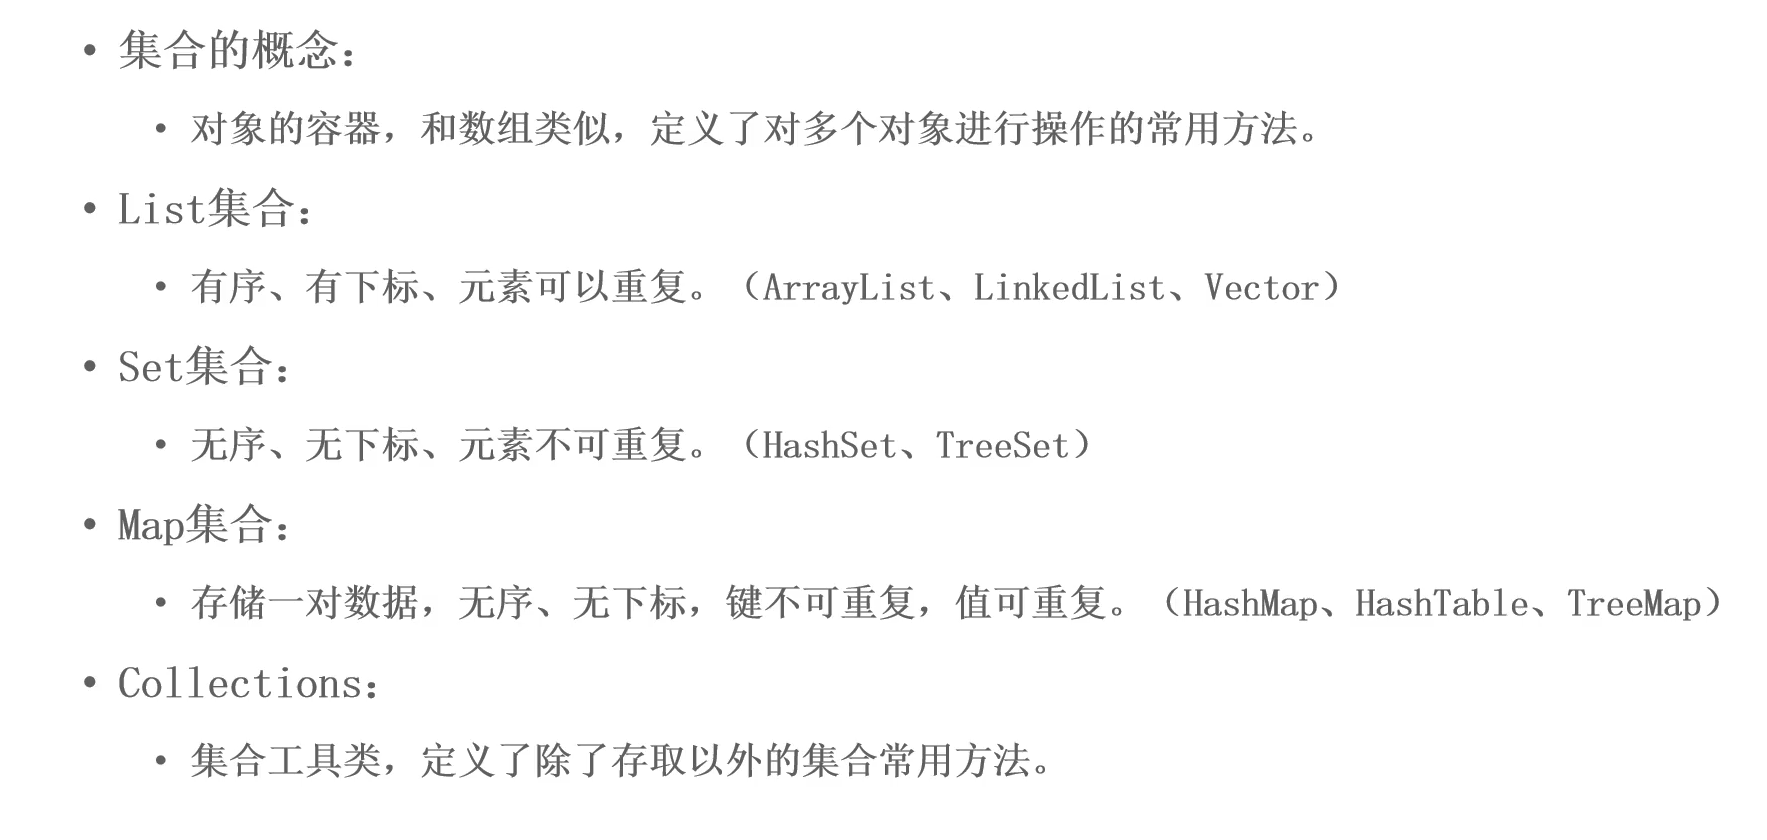 • 集合的概念：
• 对象的容器，和数组类似，定义了对多个对象进行操作的常用方法。
• List集合：
• 有序、有下标、元素可以重复。（ArrayList、LinkedList、Vector）
• Set集合：
• 无序、无下标、元素不可重复。（HashSet、TreeSet）
• Map集合：
• 存储一对数据，无序、无下标，键不可重复，值可重复。（HashMap、HashTable、TreeMap）
• Collections：
• 集合工具类，定义了除了存取以外的集合常用方法。